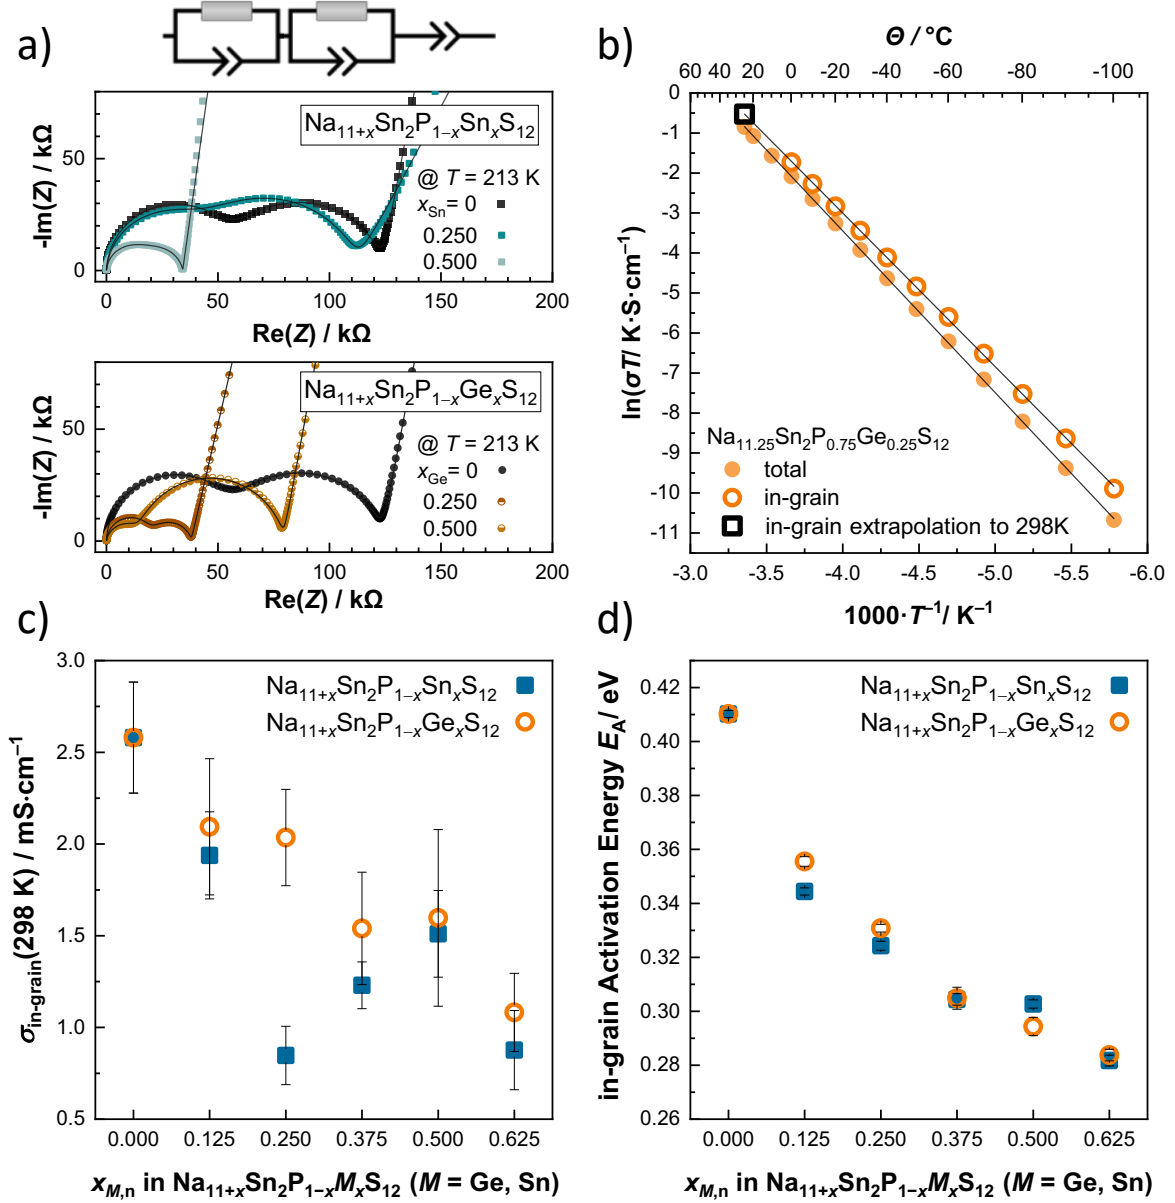 a)
-Im(Z) / kΩ
50
0
Na₁₁₊ₓSn₂P₁₋ₓSnₓS₁₂
@ T = 213 K
x_Sn = 0
0.250
0.500
0 50 100 150 200
Re(Z) / kΩ
-Im(Z) / kΩ
50
0
Na₁₁₊ₓSn₂P₁₋ₓGeₓS₁₂
@ T = 213 K
x_Ge = 0
0.250
0.500
0 50 100 150 200
Re(Z) / kΩ
b)
Θ / °C
60 40 20 0 -20 -40 -60 -80 -100
ln(σT/ K·S·cm⁻¹)
0
-1
-2
-3
-4
-5
-6
-7
-8
-9
-10
-11
Na₁₁.₂₅Sn₂P₀.₇₅Ge₀.₂₅S₁₂
total
in-grain
in-grain extrapolation to 298K
-3.0 -3.5 -4.0 -4.5 -5.0 -5.5 -6.0
1000·T⁻¹/ K⁻¹
c)
σ_in-grain(298 K) / mS·cm⁻¹
3.0
2.5
2.0
1.5
1.0
0.5
Na₁₁₊ₓSn₂P₁₋ₓSnₓS₁₂
Na₁₁₊ₓSn₂P₁₋ₓGeₓS₁₂
0.000 0.125 0.250 0.375 0.500 0.625
x_M,n in Na₁₁₊ₓSn₂P₁₋ₓMₓS₁₂ (M = Ge, Sn)
d)
in-grain Activation Energy E_A/ eV
0.42
0.40
0.38
0.36
0.34
0.32
0.30
0.28
0.26
Na₁₁₊ₓSn₂P₁₋ₓSnₓS₁₂
Na₁₁₊ₓSn₂P₁₋ₓGeₓS₁₂
0.000 0.125 0.250 0.375 0.500 0.625
x_M,n in Na₁₁₊ₓSn₂P₁₋ₓMₓS₁₂ (M = Ge, Sn)